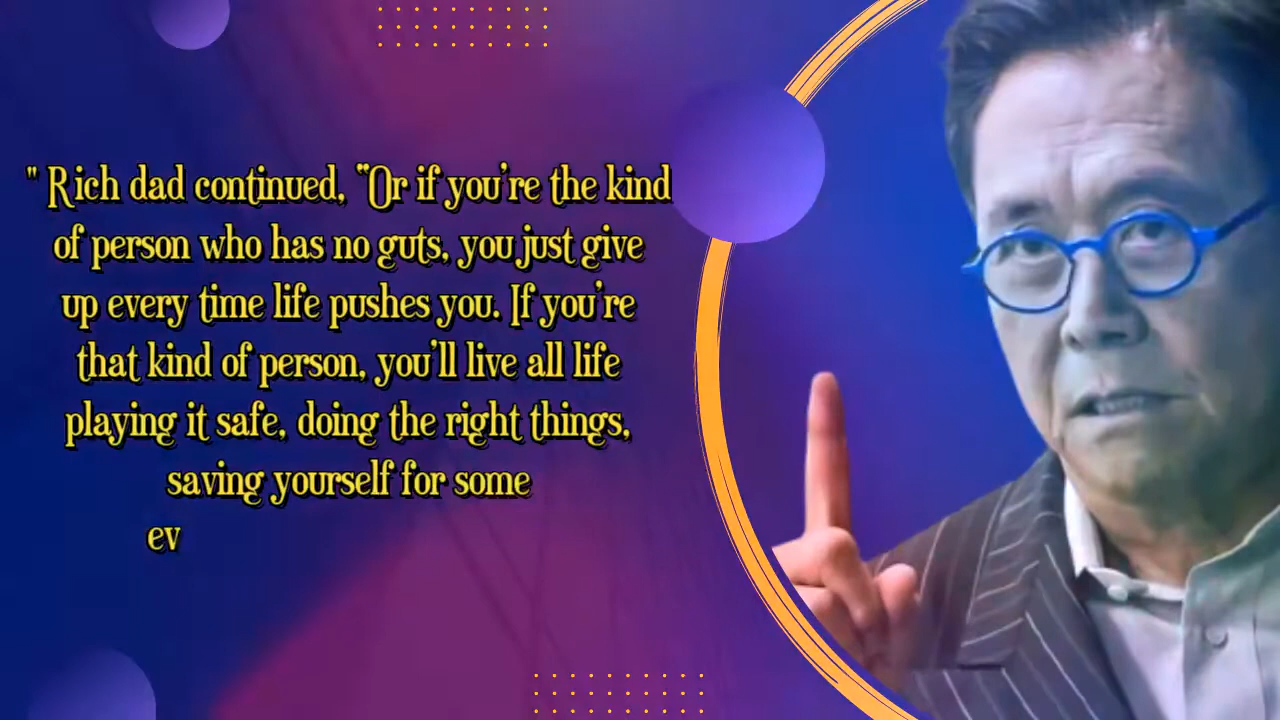 " Rich dad continued, “Or if you’re the kind
of person who has no guts, you just give
up every time life pushes you. If you’re
that kind of person, you’ll live all life
playing it safe, doing the right things,
saving yourself for some
ev